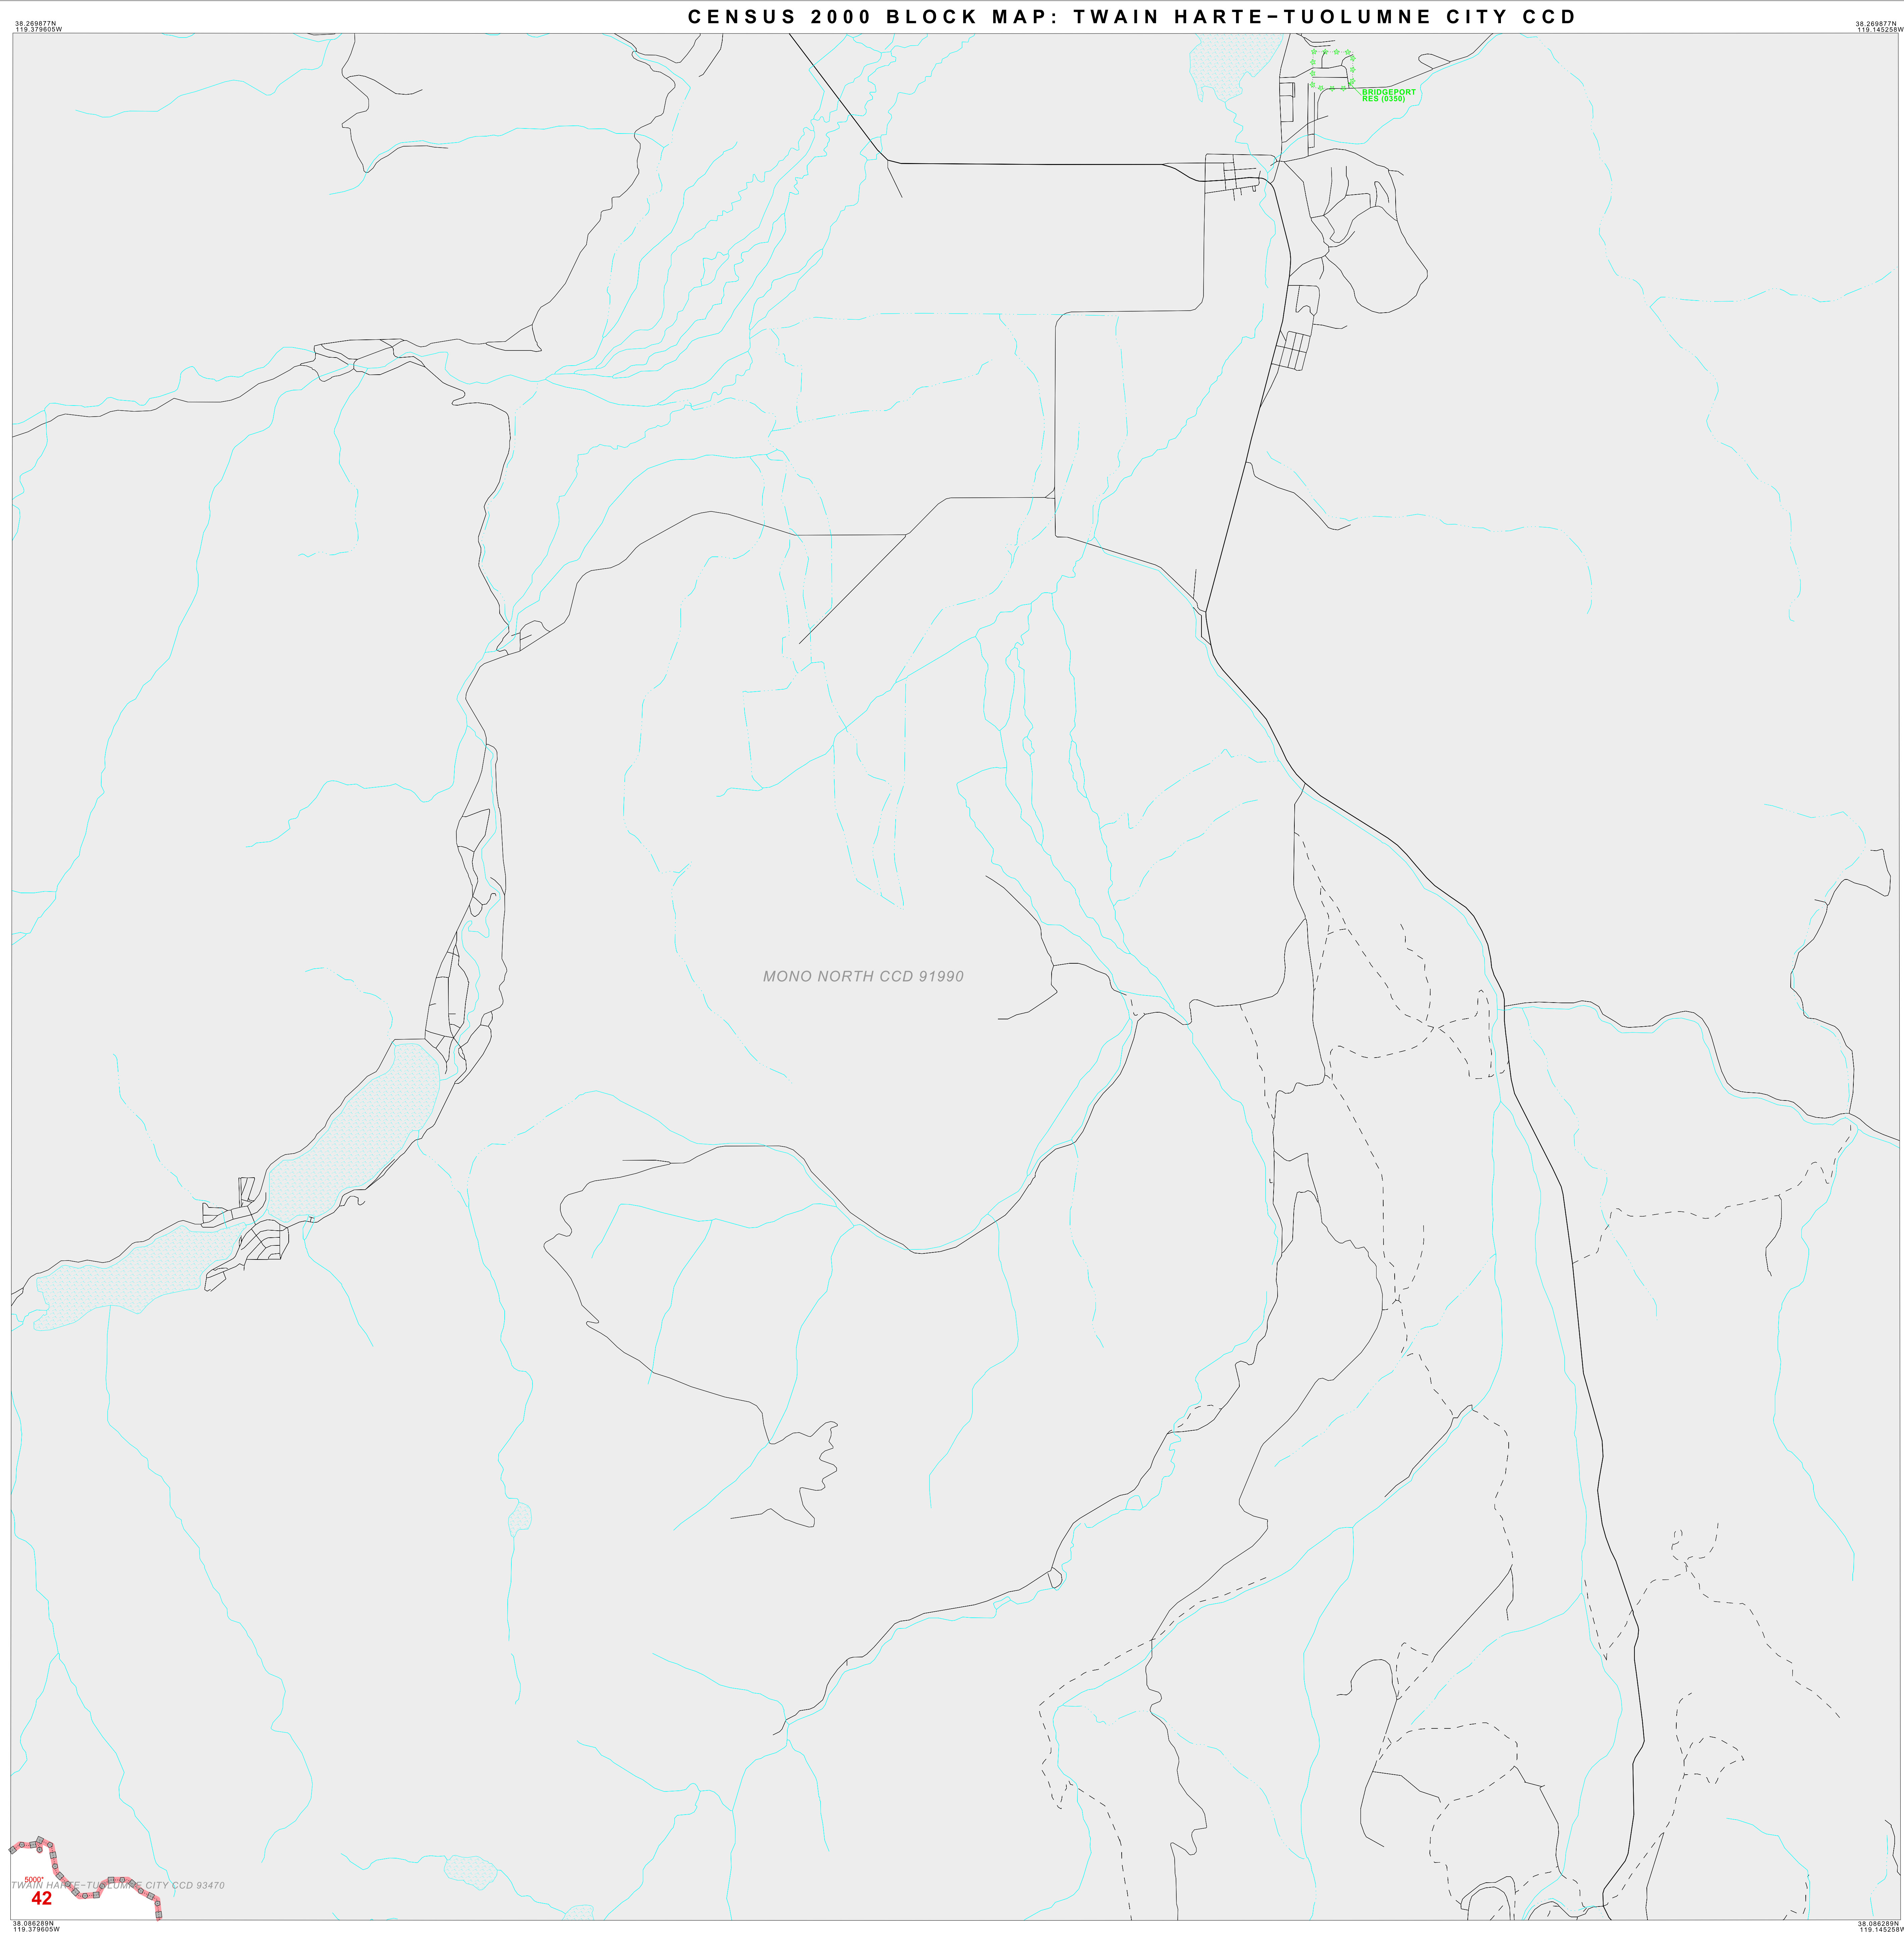 CENSUS 2000 BLOCK MAP: TWAIN HARTE-TUOLUMNE CITY CCD
38.269877N
119.379605W
38.269877N
119.145258W
BRIDGEPORT
RES (0350)
MONO NORTH CCD 91990
5000*
TWAIN HARTE-TUOLUMNE CITY CCD 93470
42
38.086289N
119.379605W
38.086289N
119.145258W